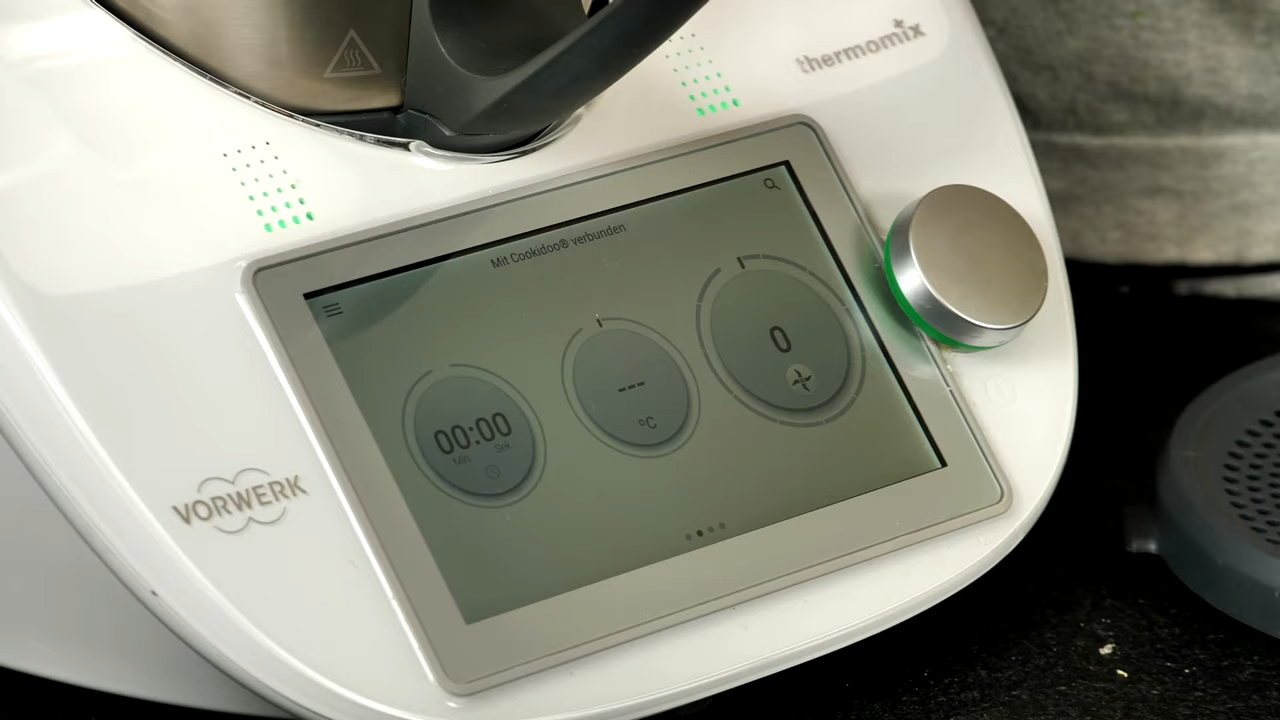 thermomix
Mit Cookidoo® verbunden
00:00
Min. Sek
---
°C
0
VORWERK